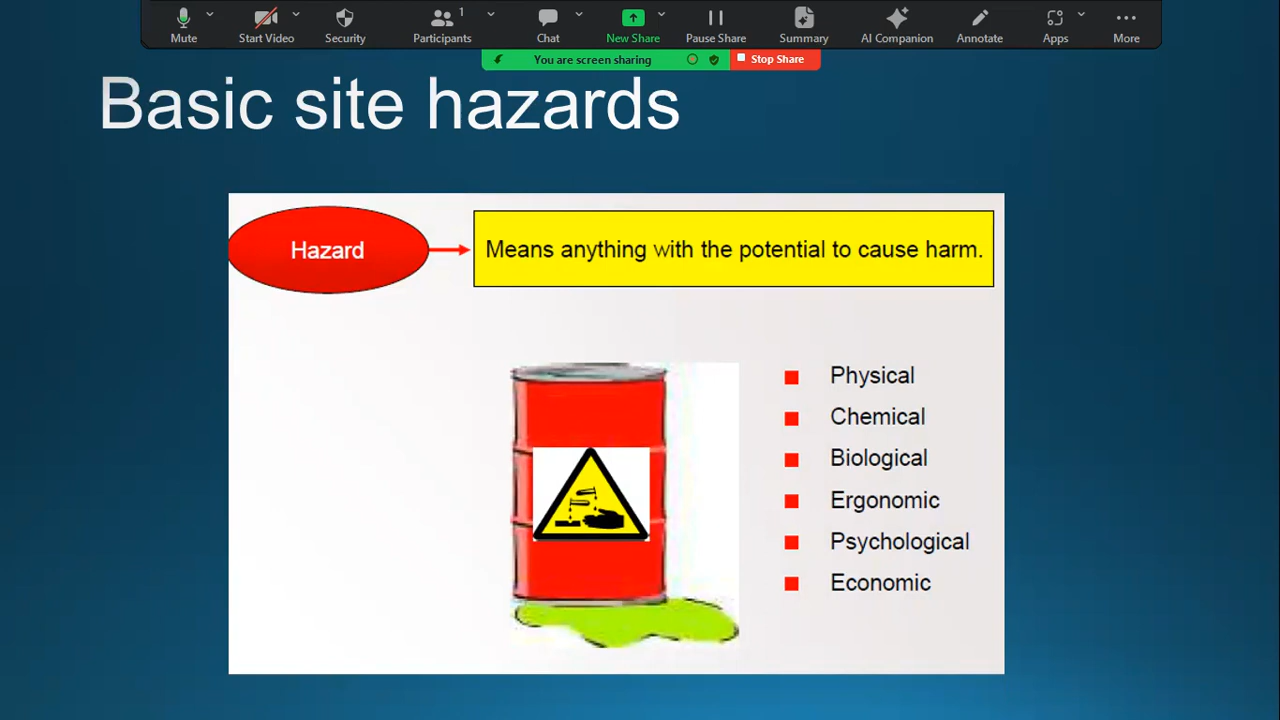 1
Mute
Start Video
Security
Participants
Chat
New Share
Pause Share
Summary
AI Companion
Annotate
Apps
More
You are screen sharing
Stop Share
Basic site hazards
Hazard
Means anything with the potential to cause harm.
Physical
Chemical
Biological
Ergonomic
Psychological
Economic